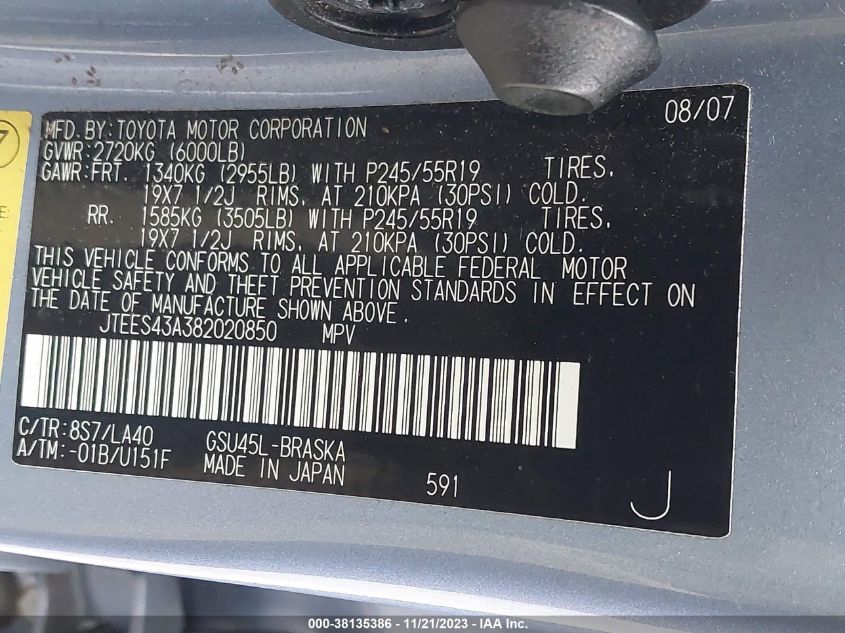 08/07
MFD. BY: TOYOTA MOTOR CORPORATION
GVWR: 2720KG (6000LB)
GAWR: FRT. 1340KG (2955LB) WITH P245/55R19 TIRES,
19X7 1/2J RIMS, AT 210KPA (30PSI) COLD.
RR. 1585KG (3505LB) WITH P245/55R19 TIRES,
19X7 1/2J RIMS, AT 210KPA (30PSI) COLD.
THIS VEHICLE CONFORMS TO ALL APPLICABLE FEDERAL MOTOR
VEHICLE SAFETY AND THEFT PREVENTION STANDARDS IN EFFECT ON
THE DATE OF MANUFACTURE SHOWN ABOVE.
JTEES43A382020850 MPV
C/TR: 8S7/LA40 GSU45L-BRASKA
A/TM: -01B/U151F MADE IN JAPAN 591
J
7
E:
000-38135386 - 11/21/2023 - IAA Inc.